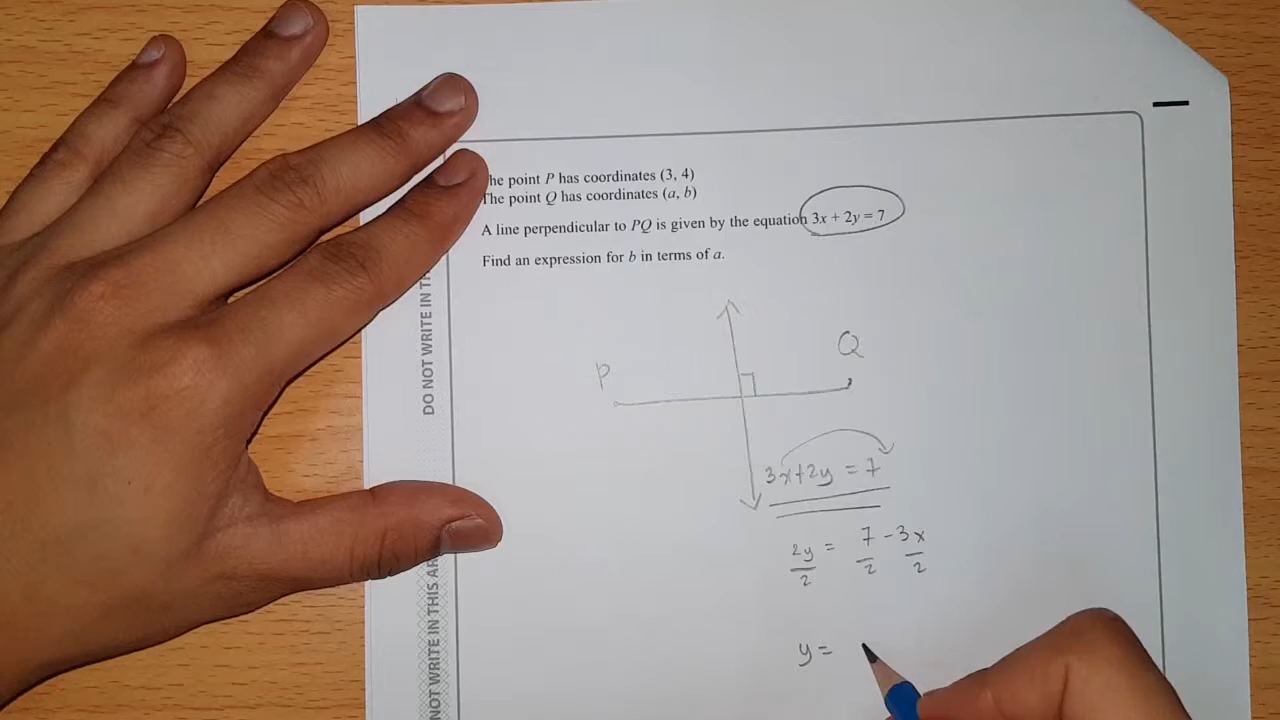 he point P has coordinates (3, 4)
The point Q has coordinates (a, b)
A line perpendicular to PQ is given by the equation 3x + 2y = 7
Find an expression for b in terms of a.
P
Q
3x+2y = 7
2y/2 = 7/2 - 3x/2
y =
DO NOT WRITE IN TH
NOT WRITE IN THIS AR